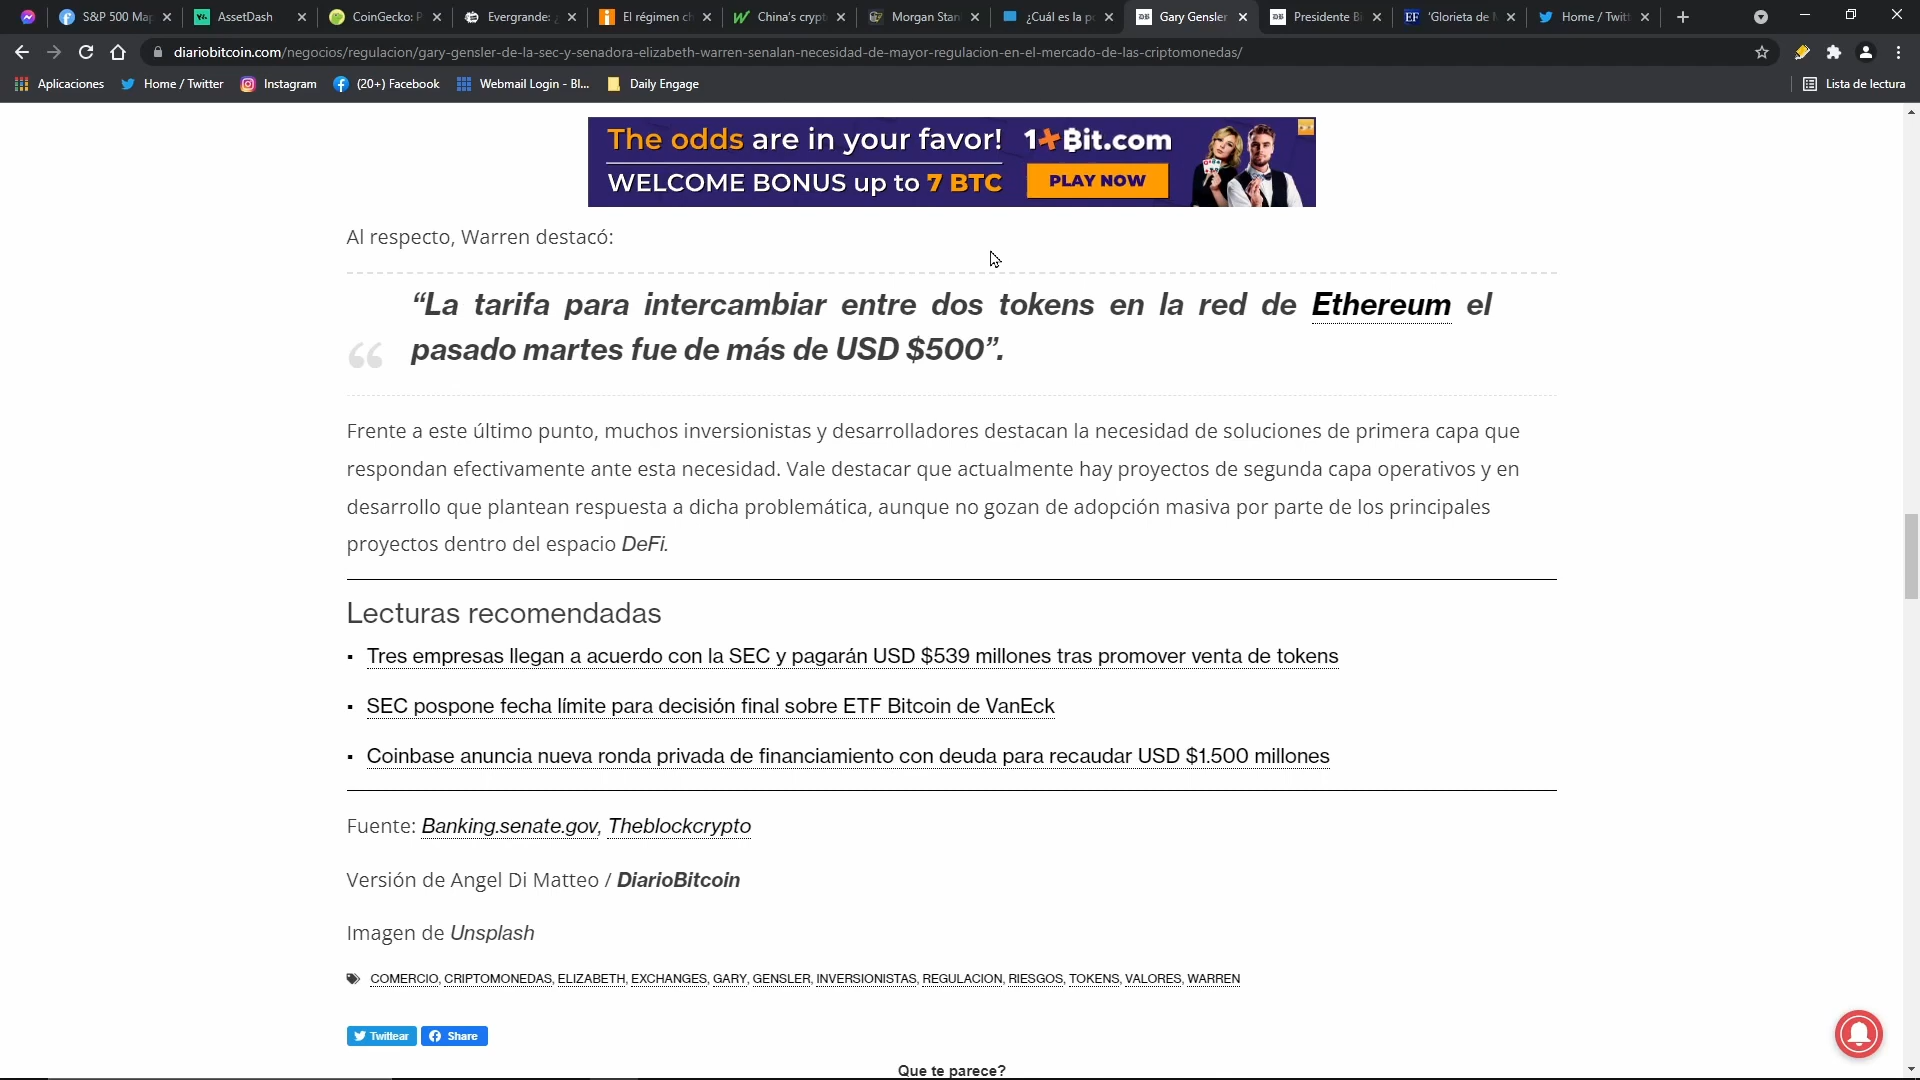 S&P 500 Map
AssetDash
CoinGecko: P
Evergrande: ¿
El régimen ch
China's crypt
Morgan Stan
¿Cuál es la po
Gary Gensler
Presidente Bi
'Glorieta de
Home / Twitt
diariobitcoin.com/negocios/regulacion/gary-gensler-de-la-sec-y-senadora-elizabeth-warren-senalan-necesidad-de-mayor-regulacion-en-el-mercado-de-las-criptomonedas/
Aplicaciones
Home / Twitter
Instagram
(20+) Facebook
Webmail Login - Bl...
Daily Engage
Lista de lectura
The odds are in your favor!
WELCOME BONUS up to 7 BTC
1xBit.com
PLAY NOW
Al respecto, Warren destacó:
“La tarifa para intercambiar entre dos tokens en la red de Ethereum el
pasado martes fue de más de USD $500”.
Frente a este último punto, muchos inversionistas y desarrolladores destacan la necesidad de soluciones de primera capa que
respondan efectivamente ante esta necesidad. Vale destacar que actualmente hay proyectos de segunda capa operativos y en
desarrollo que plantean respuesta a dicha problemática, aunque no gozan de adopción masiva por parte de los principales
proyectos dentro del espacio DeFi.
Lecturas recomendadas
▪ Tres empresas llegan a acuerdo con la SEC y pagarán USD $539 millones tras promover venta de tokens
▪ SEC pospone fecha límite para decisión final sobre ETF Bitcoin de VanEck
▪ Coinbase anuncia nueva ronda privada de financiamiento con deuda para recaudar USD $1.500 millones
Fuente: Banking.senate.gov, Theblockcrypto
Versión de Angel Di Matteo / DiarioBitcoin
Imagen de Unsplash
COMERCIO, CRIPTOMONEDAS, ELIZABETH, EXCHANGES, GARY, GENSLER, INVERSIONISTAS, REGULACION, RIESGOS, TOKENS, VALORES, WARREN
Twittear
Share
Que te parece?